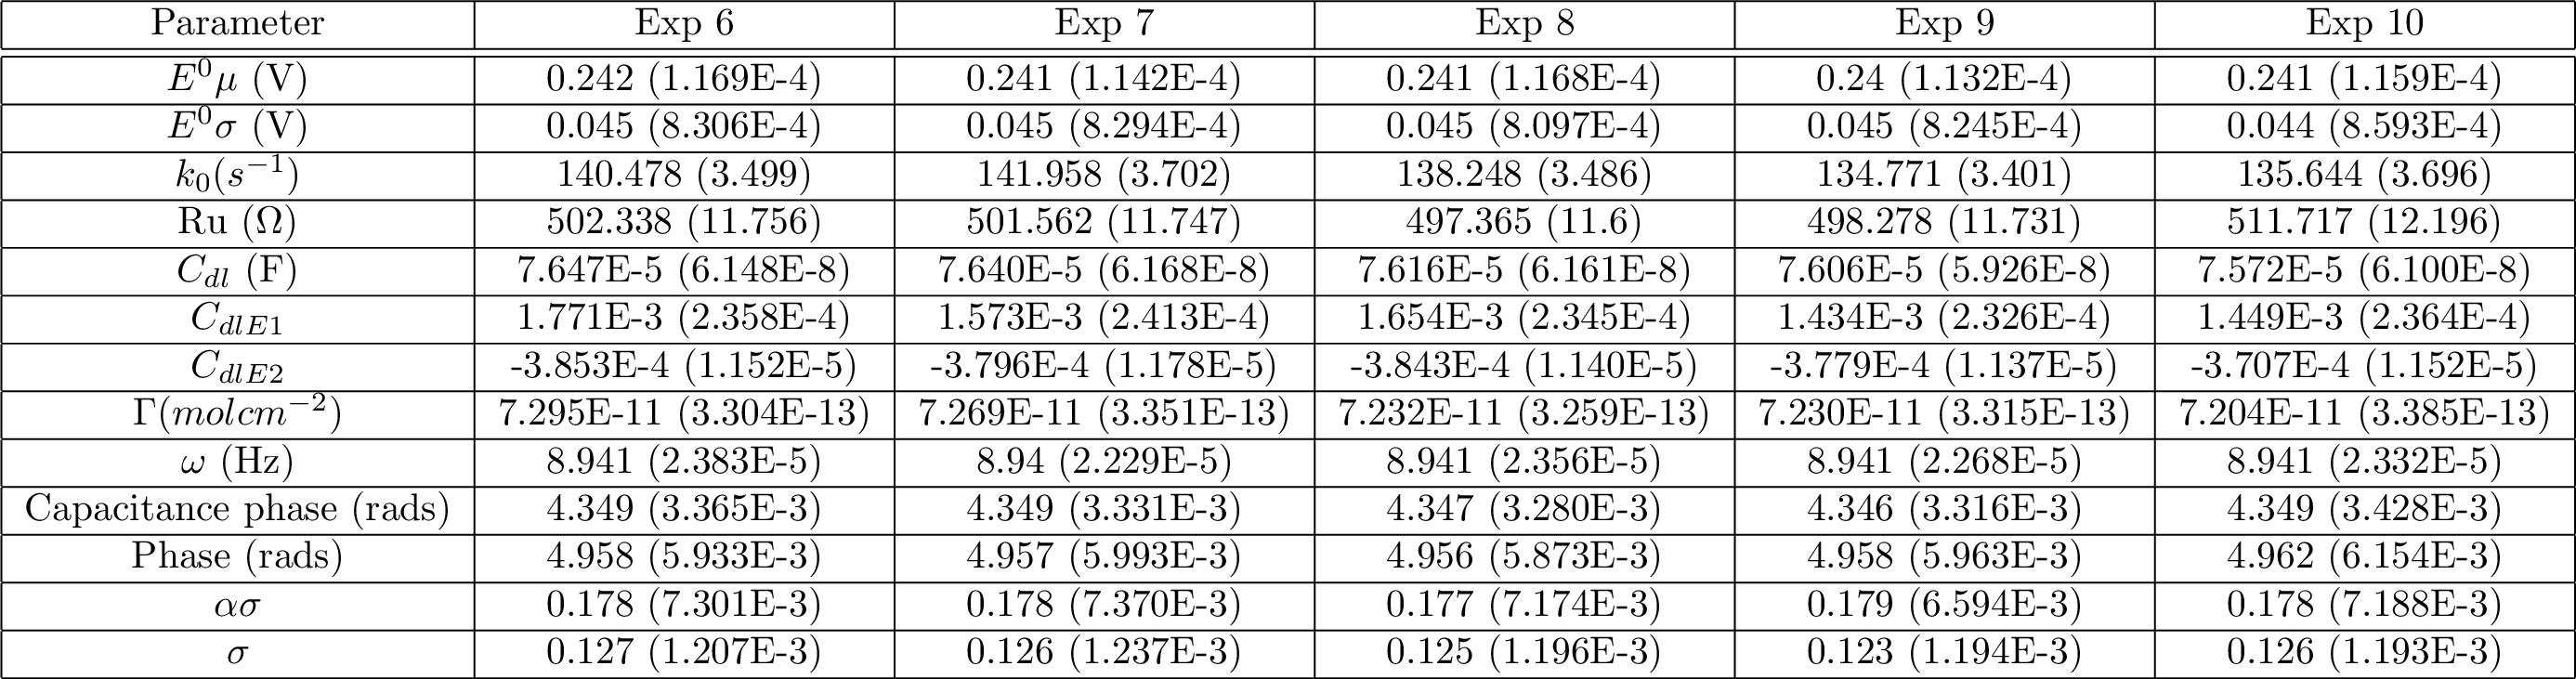 Parameter Exp 6 Exp 7 Exp 8 Exp 9 Exp 10
E⁰μ (V) 0.242 (1.169E-4) 0.241 (1.142E-4) 0.241 (1.168E-4) 0.24 (1.132E-4) 0.241 (1.159E-4)
E⁰σ (V) 0.045 (8.306E-4) 0.045 (8.294E-4) 0.045 (8.097E-4) 0.045 (8.245E-4) 0.044 (8.593E-4)
k₀(s⁻¹) 140.478 (3.499) 141.958 (3.702) 138.248 (3.486) 134.771 (3.401) 135.644 (3.696)
Ru (Ω) 502.338 (11.756) 501.562 (11.747) 497.365 (11.6) 498.278 (11.731) 511.717 (12.196)
C_{dl} (F) 7.647E-5 (6.148E-8) 7.640E-5 (6.168E-8) 7.616E-5 (6.161E-8) 7.606E-5 (5.926E-8) 7.572E-5 (6.100E-8)
C_{dlE1} 1.771E-3 (2.358E-4) 1.573E-3 (2.413E-4) 1.654E-3 (2.345E-4) 1.434E-3 (2.326E-4) 1.449E-3 (2.364E-4)
C_{dlE2} -3.853E-4 (1.152E-5) -3.796E-4 (1.178E-5) -3.843E-4 (1.140E-5) -3.779E-4 (1.137E-5) -3.707E-4 (1.152E-5)
Γ(molcm⁻²) 7.295E-11 (3.304E-13) 7.269E-11 (3.351E-13) 7.232E-11 (3.259E-13) 7.230E-11 (3.315E-13) 7.204E-11 (3.385E-13)
ω (Hz) 8.941 (2.383E-5) 8.94 (2.229E-5) 8.941 (2.356E-5) 8.941 (2.268E-5) 8.941 (2.332E-5)
Capacitance phase (rads) 4.349 (3.365E-3) 4.349 (3.331E-3) 4.347 (3.280E-3) 4.346 (3.316E-3) 4.349 (3.428E-3)
Phase (rads) 4.958 (5.933E-3) 4.957 (5.993E-3) 4.956 (5.873E-3) 4.958 (5.963E-3) 4.962 (6.154E-3)
ασ 0.178 (7.301E-3) 0.178 (7.370E-3) 0.177 (7.174E-3) 0.179 (6.594E-3) 0.178 (7.188E-3)
σ 0.127 (1.207E-3) 0.126 (1.237E-3) 0.125 (1.196E-3) 0.123 (1.194E-3) 0.126 (1.193E-3)